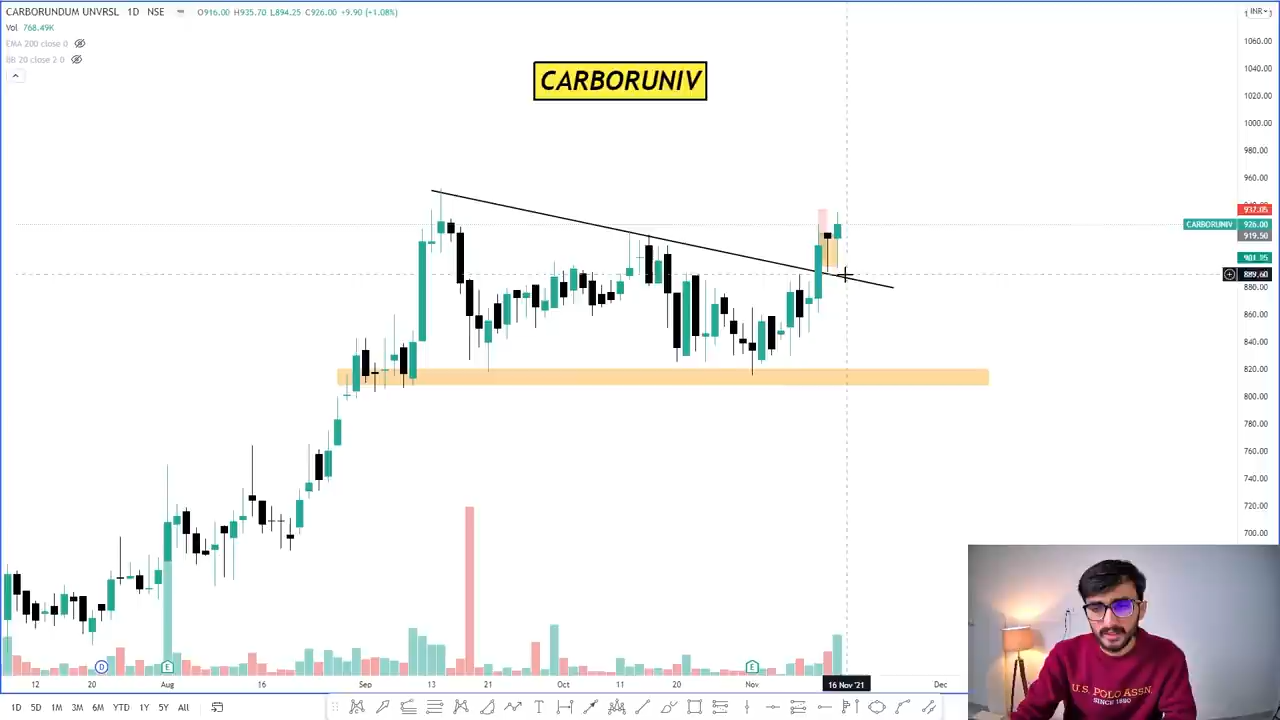 CARBORUNDUM UNVRSL 1D NSE O916.00 H935.70 L894.25 C926.00 +9.90 (+1.08%)
Vol 768.49K
EMA 200 close 0
BB 20 close 2 0
CARBORUNIV
INR
1060.00
1040.00
1020.00
1000.00
980.00
960.00
937.05
CARBORUNIV 926.00
919.50
901.15
889.60
880.00
860.00
840.00
820.00
800.00
780.00
760.00
740.00
720.00
700.00
U.S. POLO ASSN.
SINCE 1890
D E E
12 20 Aug 16 Sep 13 21 Oct 11 20 Nov 16 Nov '21 Dec
1D 5D 1M 3M 6M YTD 1Y 5Y All